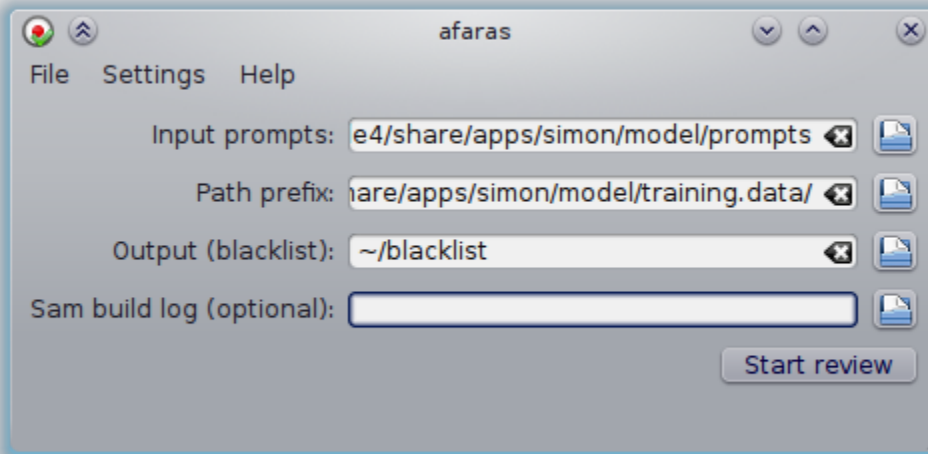 afaras
File Settings Help
Input prompts: e4/share/apps/simon/model/prompts
Path prefix: hare/apps/simon/model/training.data/
Output (blacklist): ~/blacklist
Sam build log (optional):
Start review